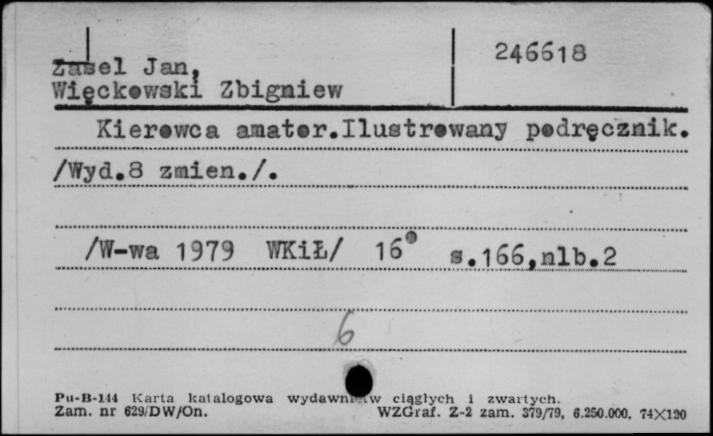 246618
Zasel Jan,
Więckowski Zbigniew
Kierowca amator.Ilustrowany podręcznik.
/Wyd.8 zmien./.
/W-wa 1979 WKiŁ/ 16° s.166,nlb.2
6
Pu-B-144 Karta katalogowa wydawnictw ciągłych i zwartych.
Zam. nr 629/DW/On. WZGraf. Z-2 zam. 379/79, 6.250.000, 74X120